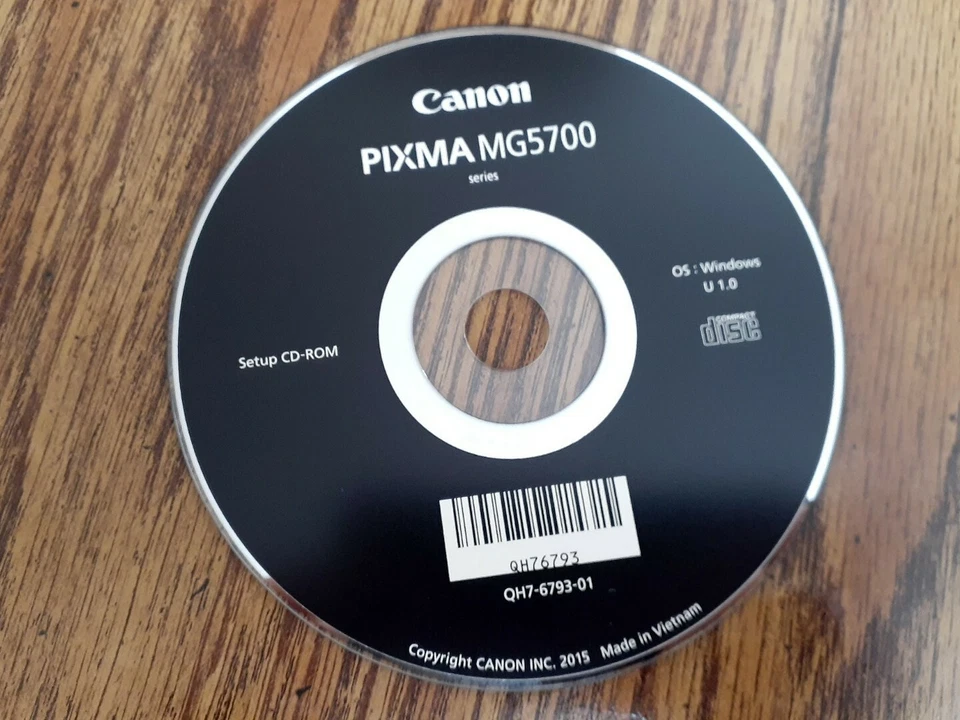 Canon
PIXMA MG5700
series
OS : Windows
U 1.0
COMPACT
disc
Setup CD-ROM
QH76793
QH7-6793-01
Copyright CANON INC. 2015 Made in Vietnam